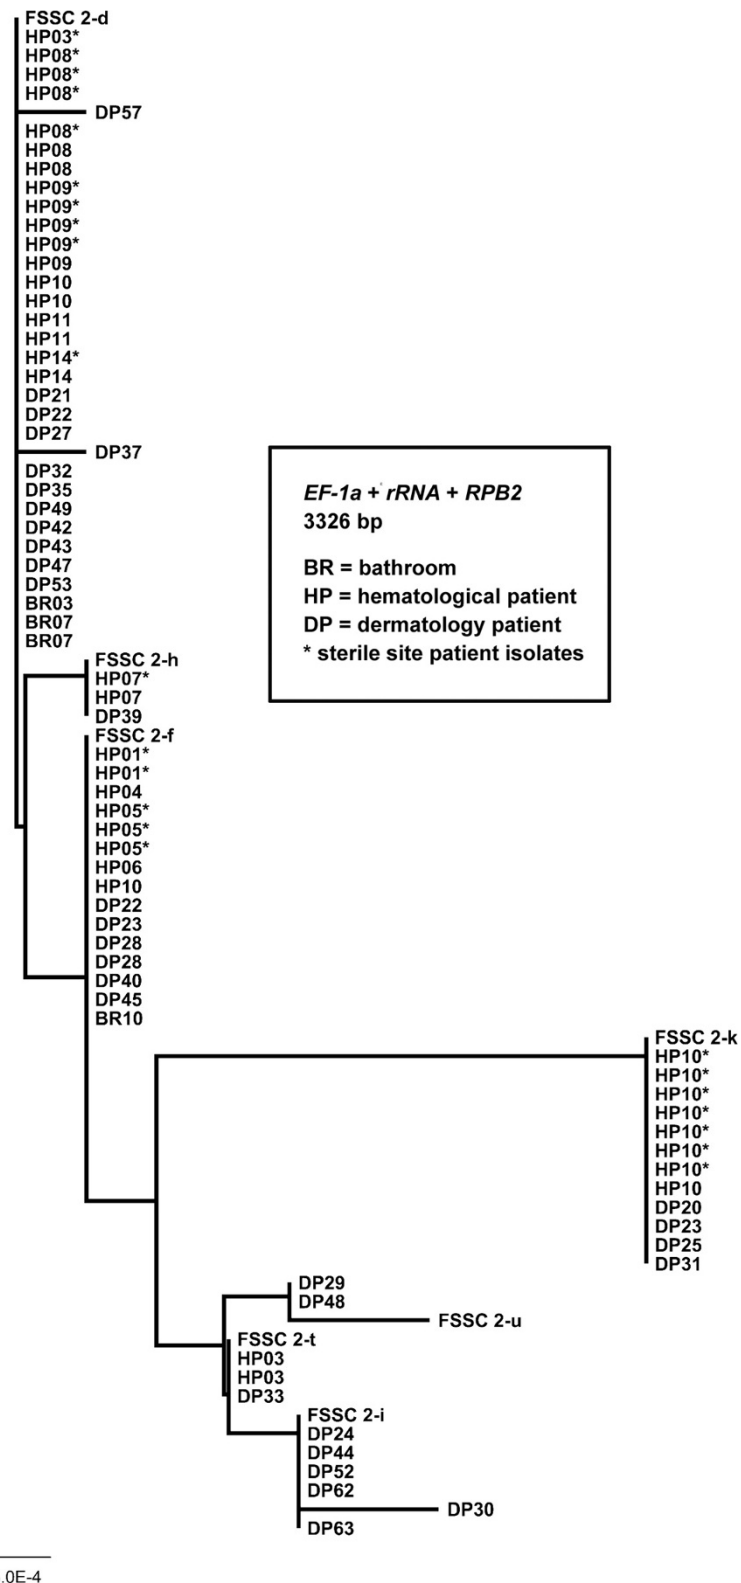 FSSC 2-d
HP03*
HP08*
HP08*
HP08*
DP57
HP08*
HP08
HP08
HP09*
HP09*
HP09*
HP09*
HP09
HP10
HP10
HP11
HP11
HP14*
HP14
DP21
DP22
DP27
DP37
DP32
DP35
DP49
DP42
DP43
DP47
DP53
BR03
BR07
BR07
EF-1a + rRNA + RPB2
3326 bp
BR = bathroom
HP = hematological patient
DP = dermatology patient
* sterile site patient isolates
FSSC 2-h
HP07*
HP07
DP39
FSSC 2-f
HP01*
HP01*
HP04
HP05*
HP05*
HP05*
HP06
HP10
DP22
DP23
DP28
DP28
DP40
DP45
BR10
FSSC 2-k
HP10*
HP10*
HP10*
HP10*
HP10*
HP10*
HP10*
HP10
DP20
DP23
DP25
DP31
DP29
DP48
FSSC 2-u
FSSC 2-t
HP03
HP03
DP33
FSSC 2-i
DP24
DP44
DP52
DP62
DP30
DP63
.0E-4